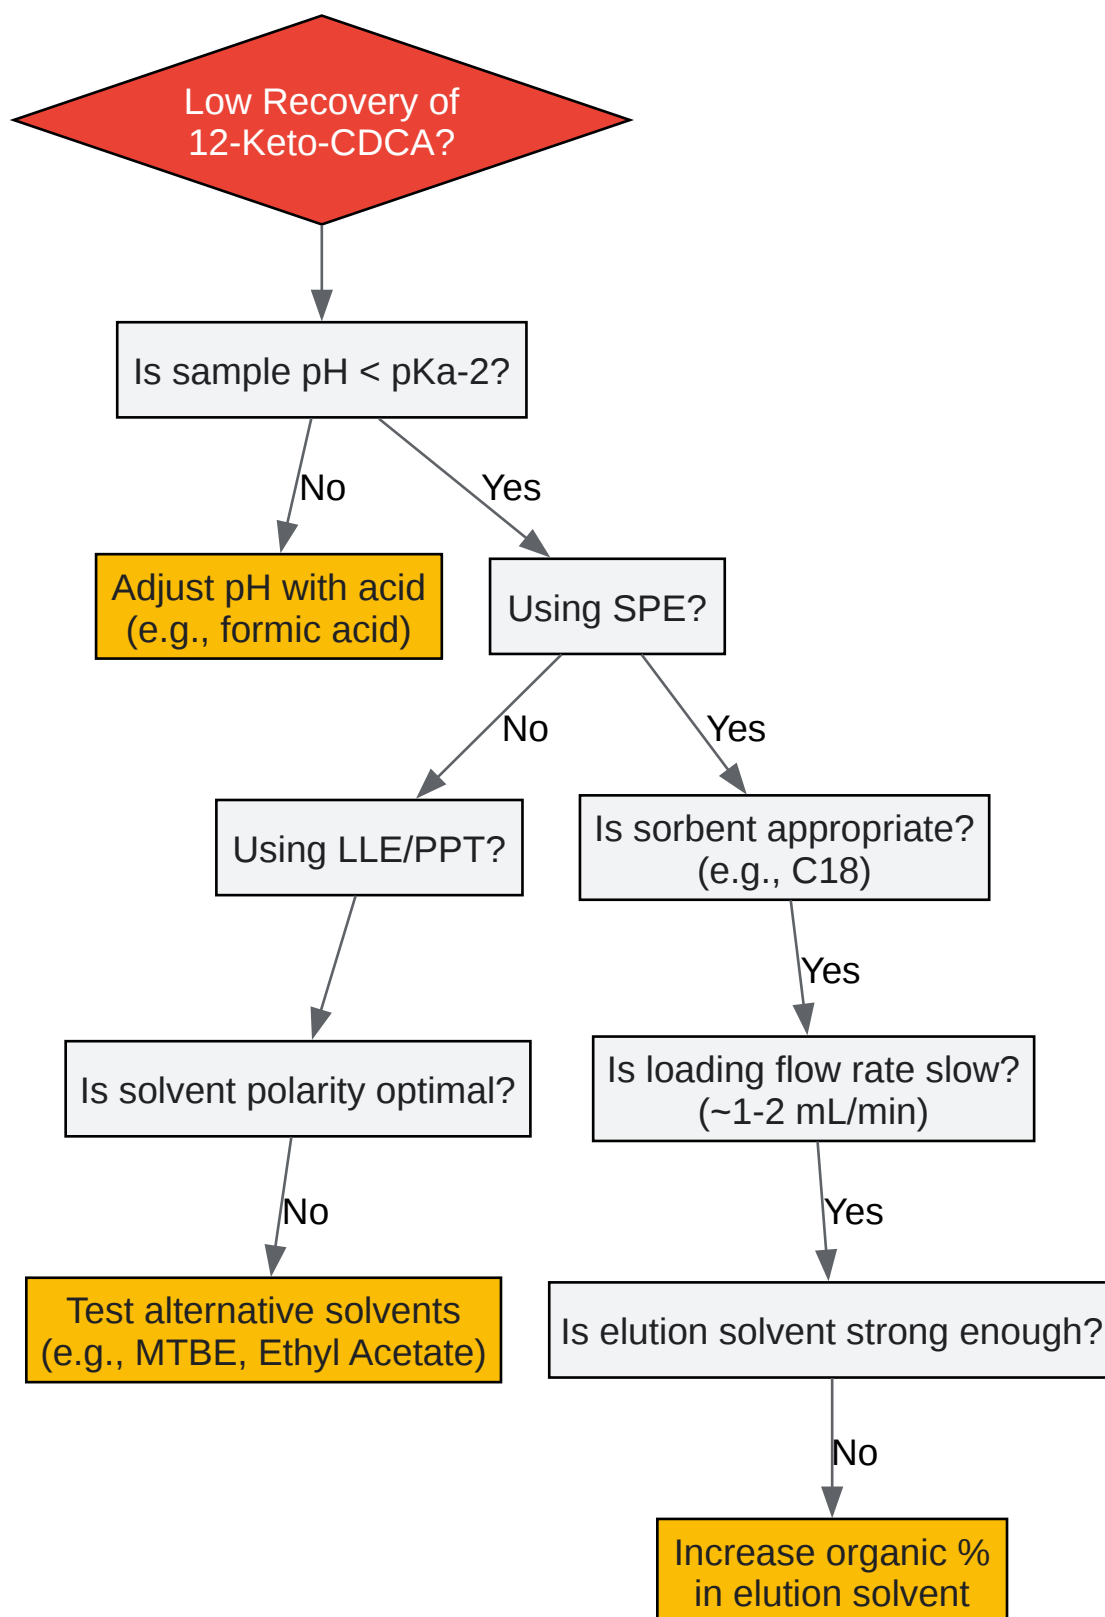 Low Recovery of
12-Keto-CDCA?
Is sample pH < pKa-2?
No
Yes
Adjust pH with acid
(e.g., formic acid)
Using SPE?
No
Yes
Using LLE/PPT?
Is sorbent appropriate?
(e.g., C18)
Yes
Is solvent polarity optimal?
Is loading flow rate slow?
(~1-2 mL/min)
No
Yes
Test alternative solvents
(e.g., MTBE, Ethyl Acetate)
Is elution solvent strong enough?
No
Increase organic %
in elution solvent